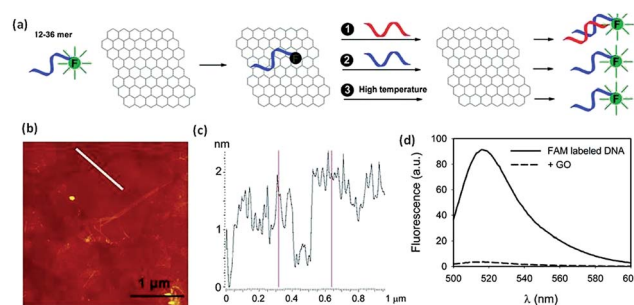 (a)
12-36 mer
F
F
1
2
3 High temperature
F
F
F
(b)
1 μm
(c)
nm
2
1
0
0 0.2 0.4 0.6 0.8 1 μm
(d)
Fluorescence (a.u.)
100
80
60
40
20
0
FAM labeled DNA
+ GO
500 520 540 560 580 60
λ (nm)